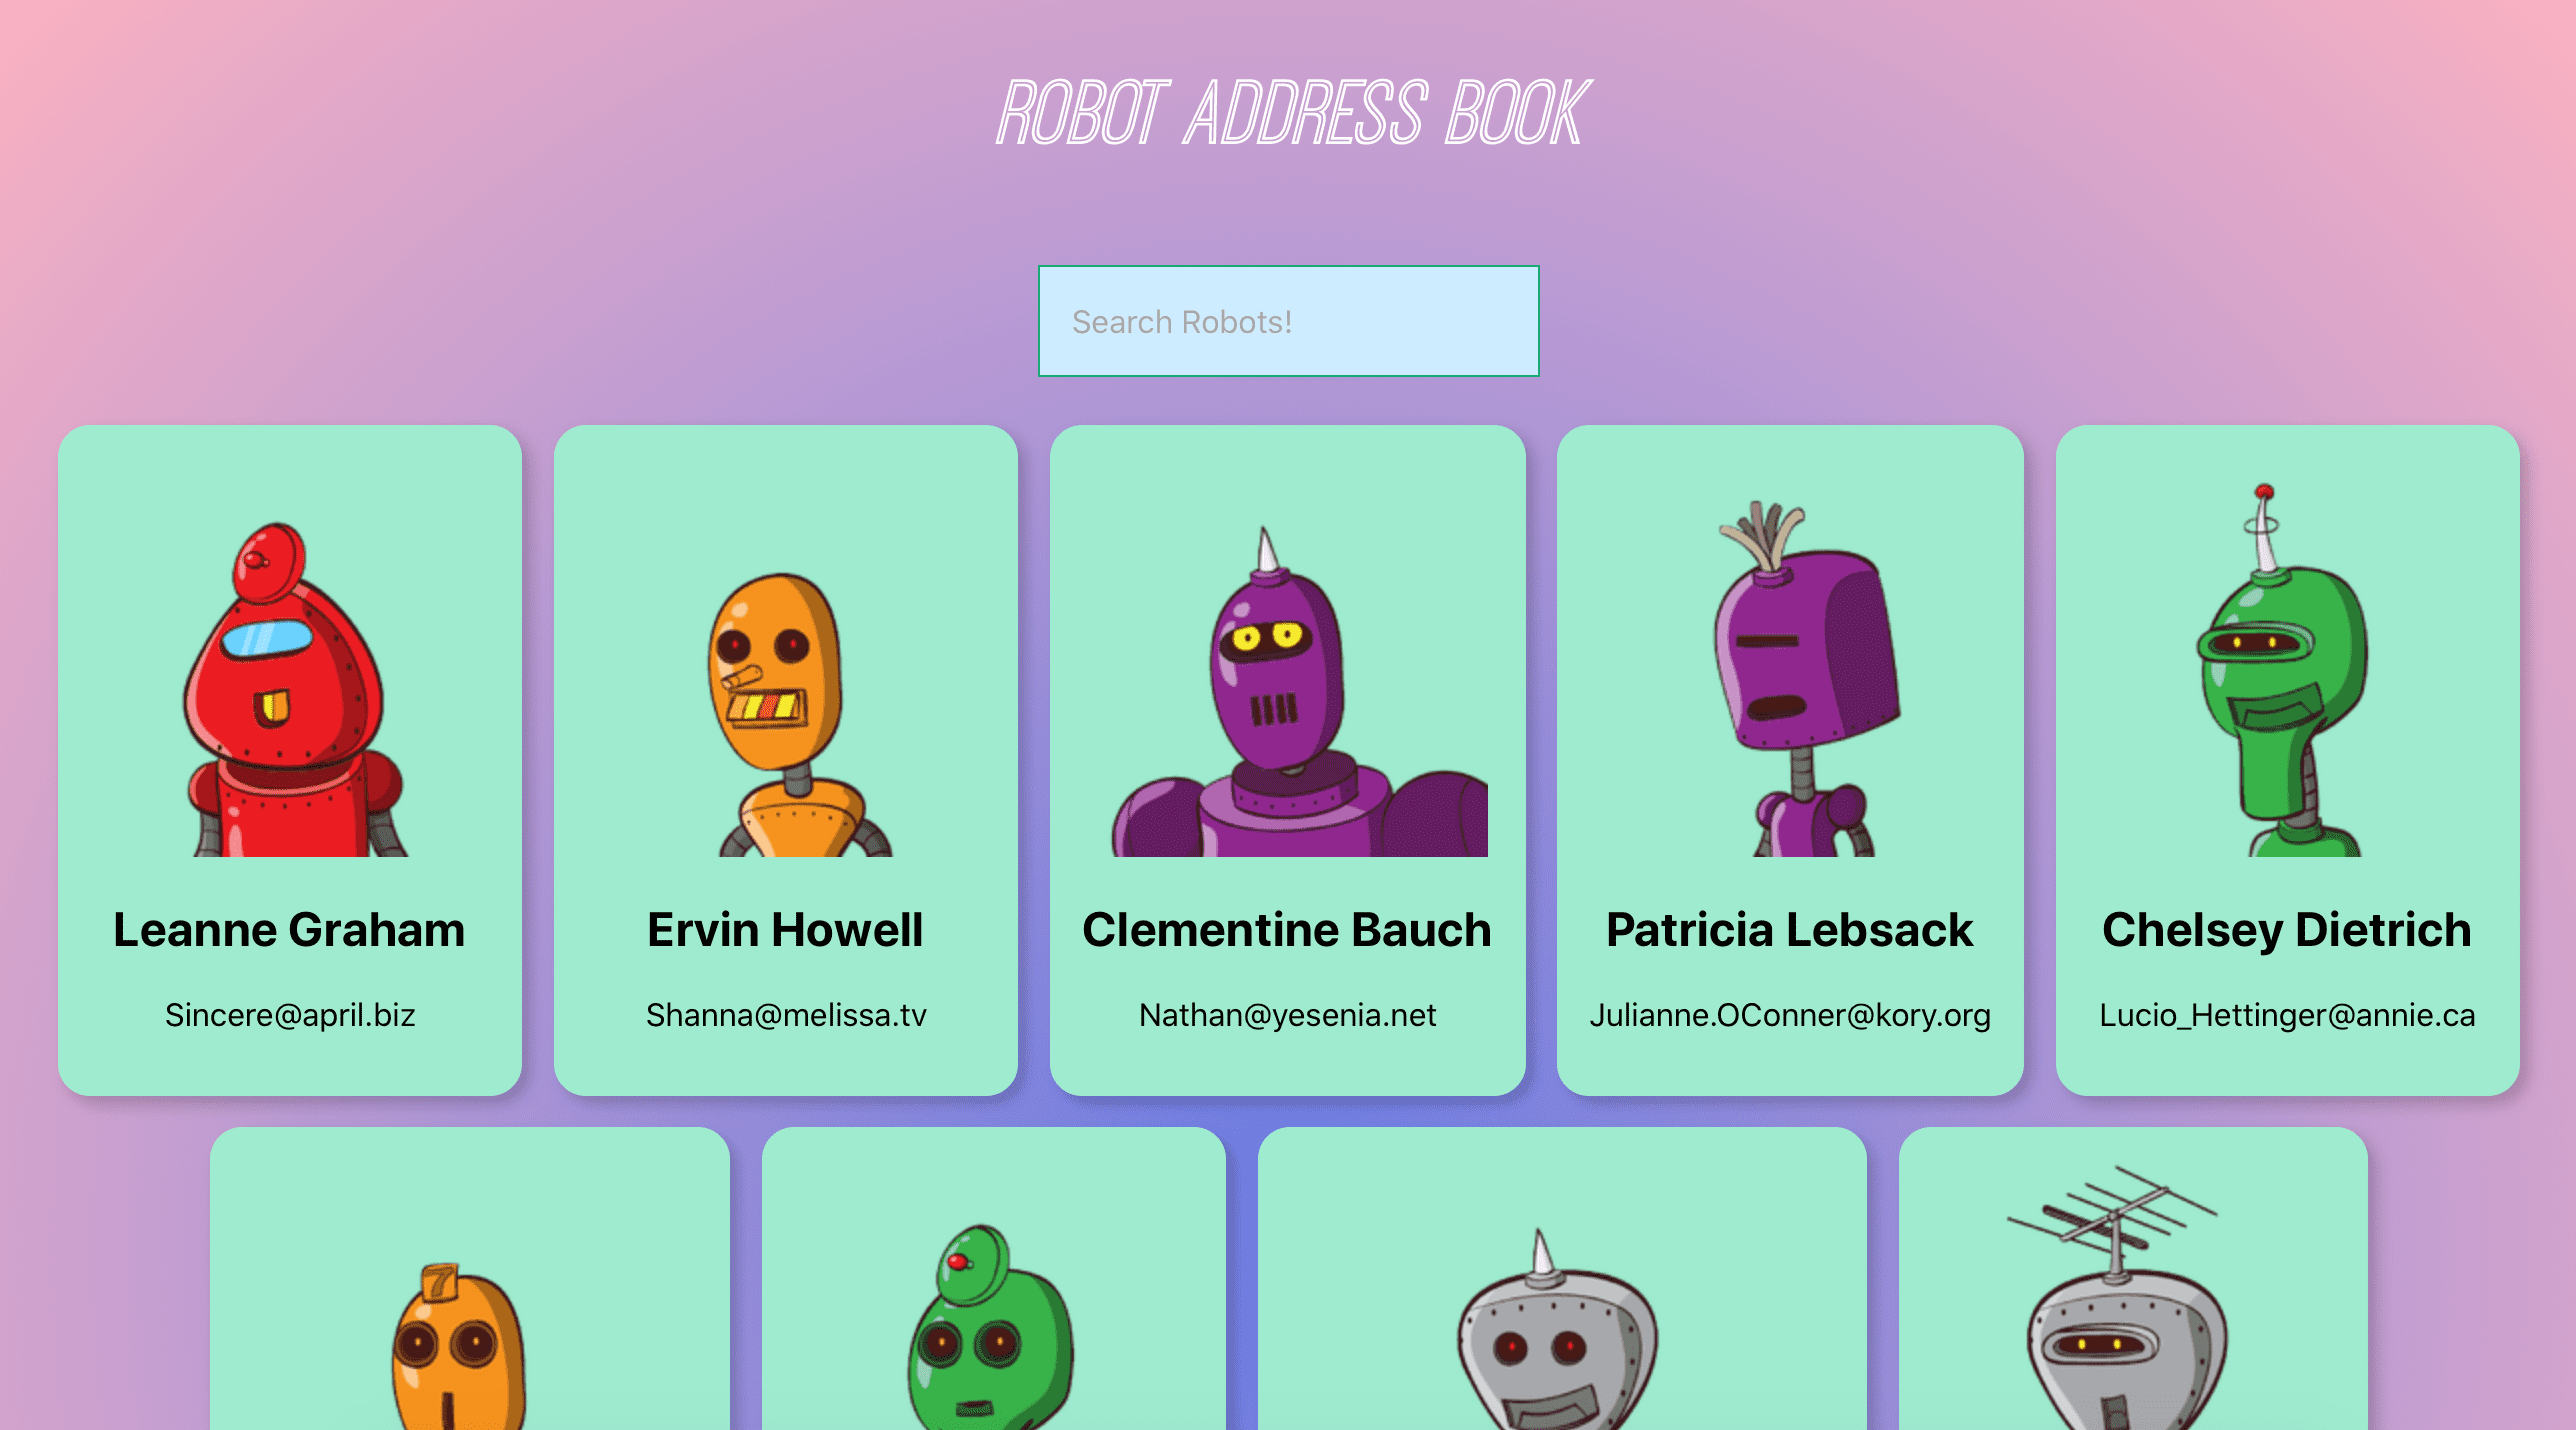 ROBOT ADDRESS BOOK
Search Robots!
Leanne Graham
Sincere@april.biz
Ervin Howell
Shanna@melissa.tv
Clementine Bauch
Nathan@yesenia.net
Patricia Lebsack
Julianne.OConner@kory.org
Chelsey Dietrich
Lucio_Hettinger@annie.ca
7